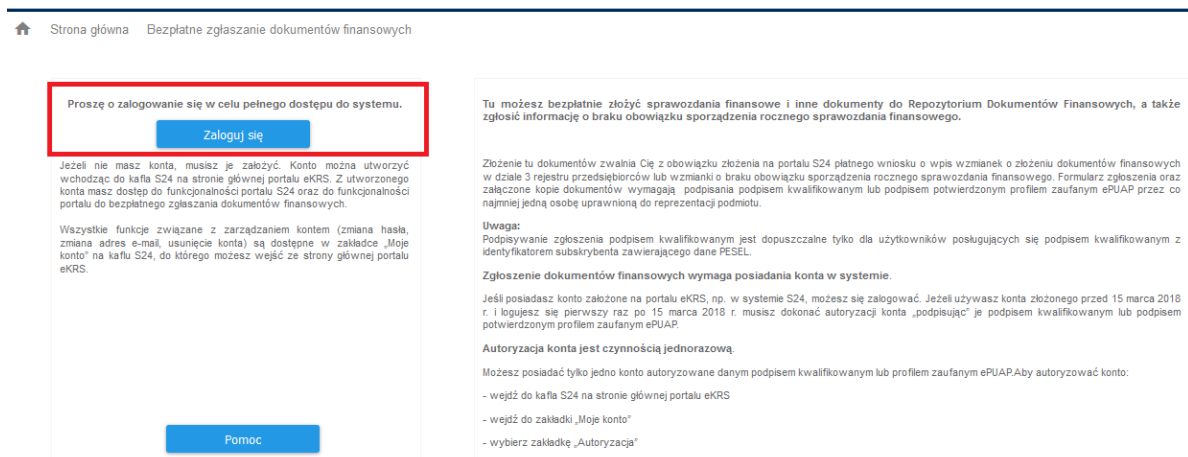 Strona główna Bezpłatne zgłaszanie dokumentów finansowych
Proszę o zalogowanie się w celu pełnego dostępu do systemu.
Zaloguj się
Jeżeli nie masz konta, musisz je założyć. Konto można utworzyć
wchodząc do kafla S24 na stronie głównej portalu eKRS. Z utworzonego
konta masz dostęp do funkcjonalności portalu S24 oraz do funkcjonalności
portalu do bezpłatnego zgłaszania dokumentów finansowych.
Wszystkie funkcje związane z zarządzaniem kontem (zmiana hasła,
zmiana adres e-mail, usunięcie konta) są dostępne w zakładce „Moje
konto" na kaflu S24, do którego możesz wejść ze strony głównej portalu
eKRS.
Pomoc
Tu możesz bezpłatnie złożyć sprawozdania finansowe i inne dokumenty do Repozytorium Dokumentów Finansowych, a także
zgłosić informację o braku obowiązku sporządzenia rocznego sprawozdania finansowego.
Złożenie tu dokumentów zwalnia Cię z obowiązku złożenia na portalu S24 płatnego wniosku o wpis wzmianek o złożeniu dokumentów finansowych
w dziale 3 rejestru przedsiębiorców lub wzmianki o braku obowiązku sporządzenia rocznego sprawozdania finansowego. Formularz zgłoszenia oraz
załączone kopie dokumentów wymagają podpisania podpisem kwalifikowanym lub podpisem potwierdzonym profilem zaufanym ePUAP przez co
najmniej jedną osobę uprawnioną do reprezentacji podmiotu.
Uwaga:
Podpisywanie zgłoszenia podpisem kwalifikowanym jest dopuszczalne tylko dla użytkowników posługujących się podpisem kwalifikowanym z
identyfikatorem subskrybenta zawierającego dane PESEL.
Zgłoszenie dokumentów finansowych wymaga posiadania konta w systemie.
Jeśli posiadasz konto założone na portalu eKRS, np. w systemie S24, możesz się zalogować. Jeżeli używasz konta złożonego przed 15 marca 2018
r. i logujesz się pierwszy raz po 15 marca 2018 r. musisz dokonać autoryzacji konta „podpisując" je podpisem kwalifikowanym lub podpisem
potwierdzonym profilem zaufanym ePUAP.
Autoryzacja konta jest czynnością jednorazową.
Możesz posiadać tylko jedno konto autoryzowane danym podpisem kwalifikowanym lub profilem zaufanym ePUAP.Aby autoryzować konto:
- wejdź do kafla S24 na stronie głównej portalu eKRS
- wejdź do zakładki „Moje konto"
- wybierz zakładkę „Autoryzacja"